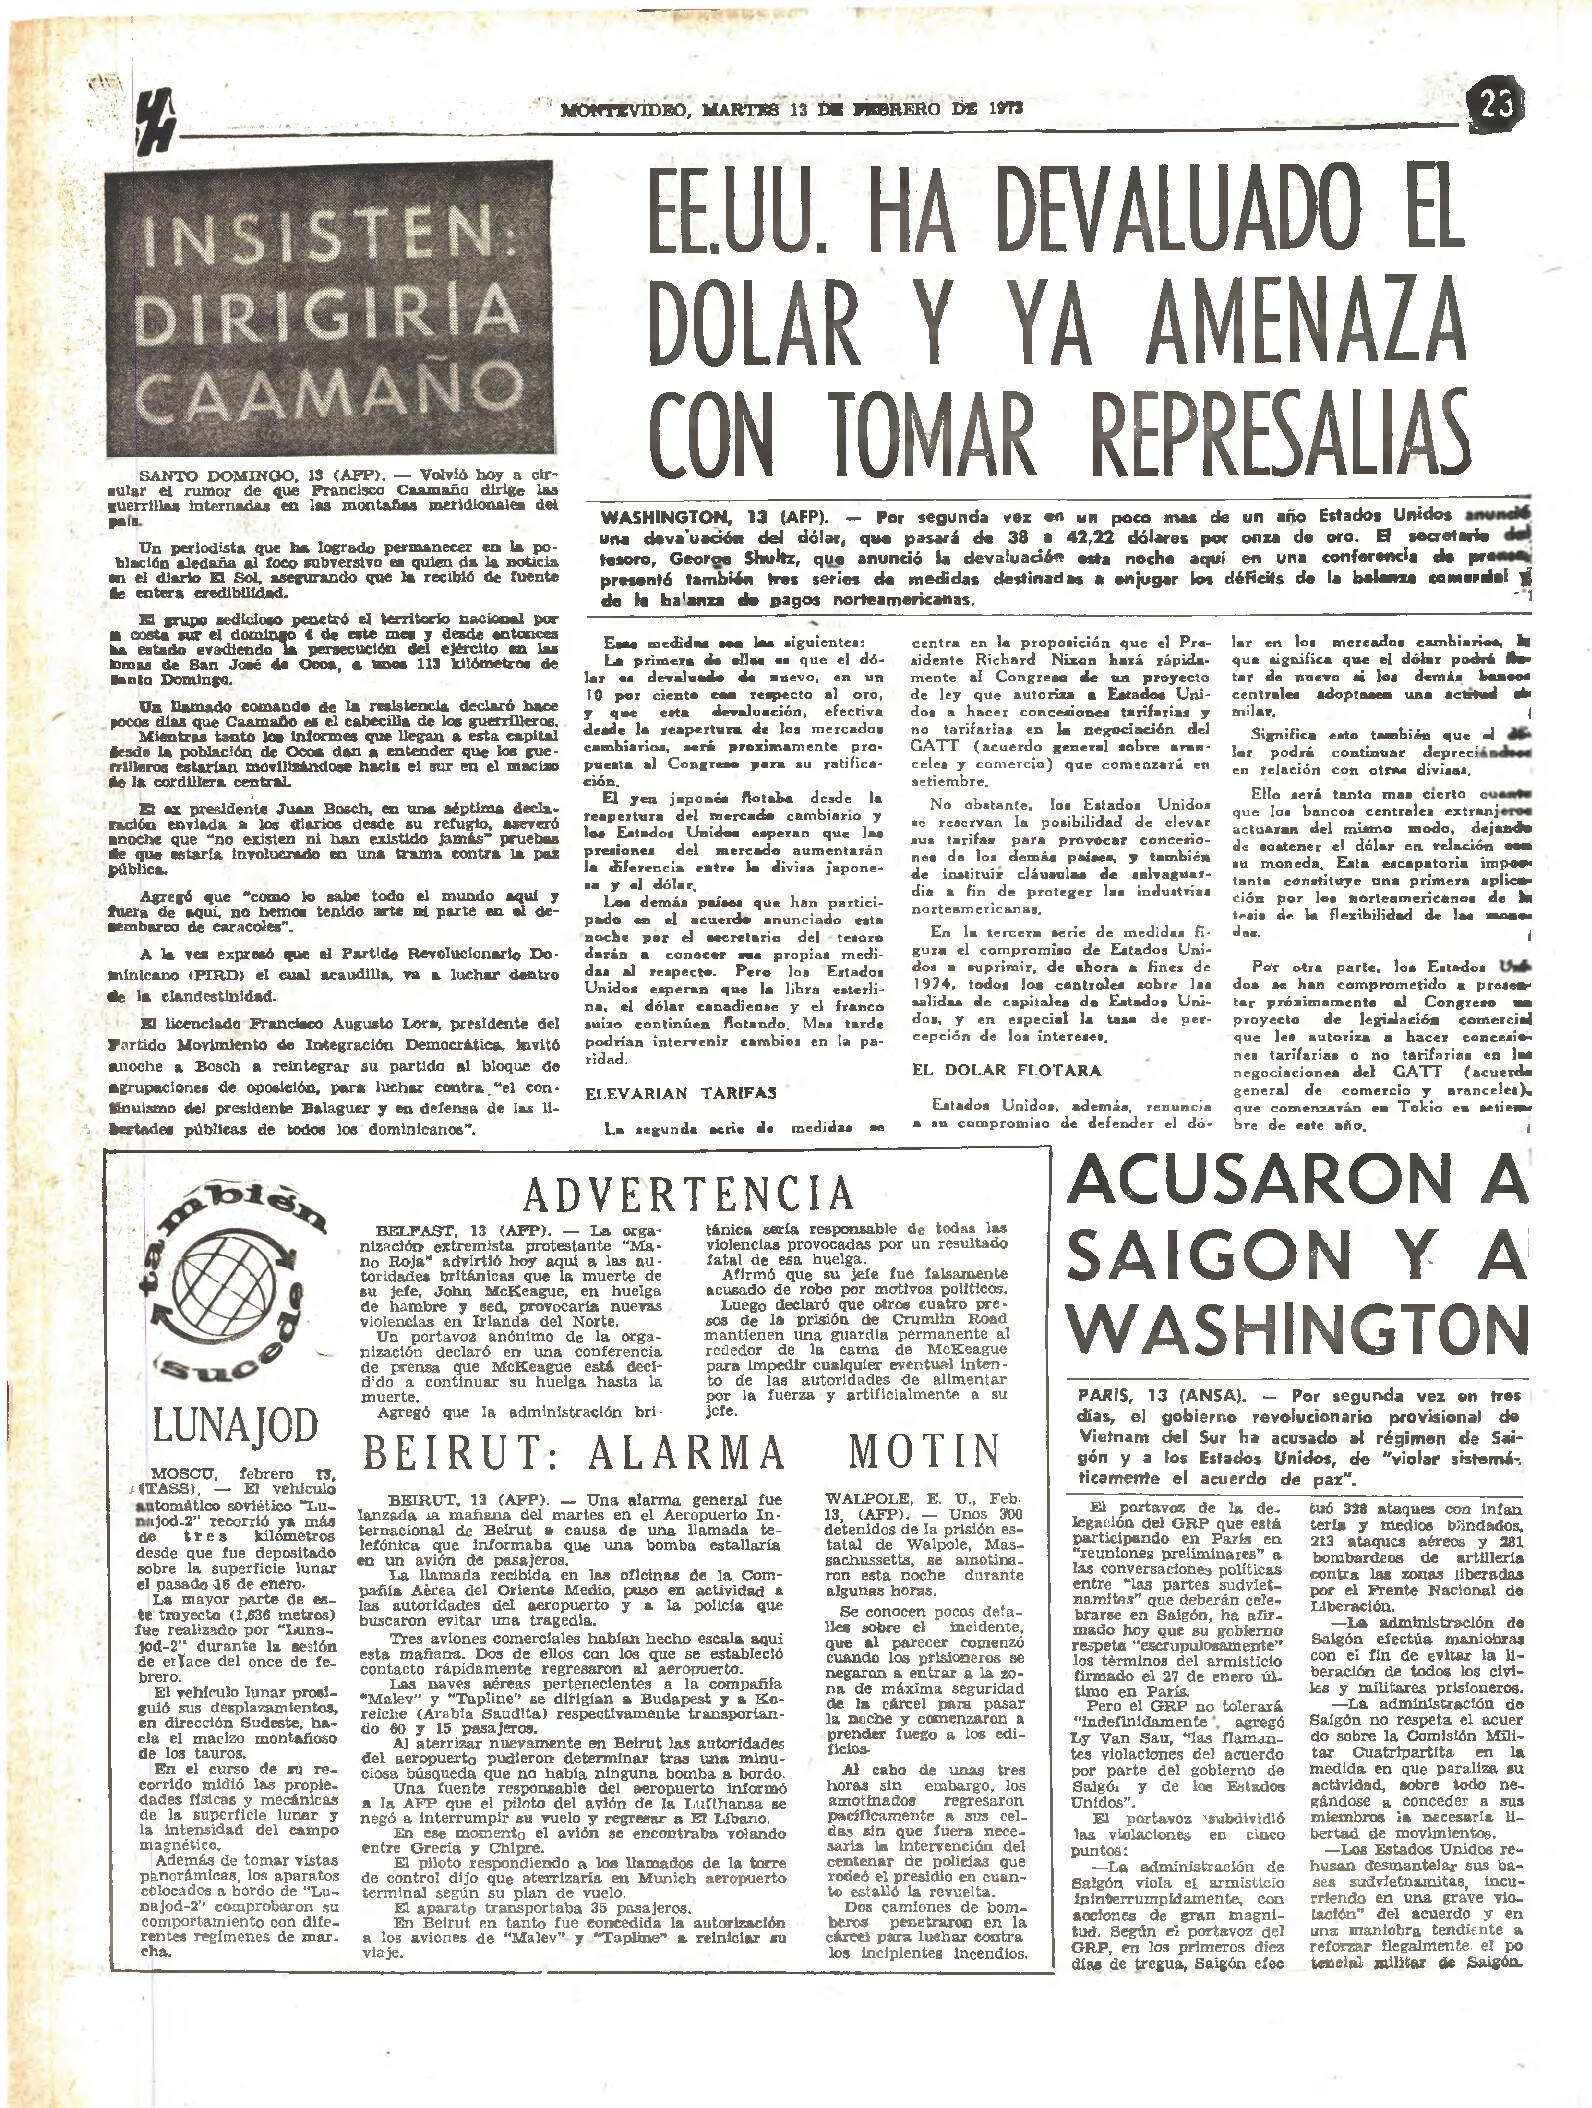 MONTEVIDEO, MARTES 13 DE FEBRERO DE 1973
23
INSISTEN:
DIRIGIRÍA
CAAMAÑO
SANTO DOMINGO, 13 (AFP). — Volvió hoy a cir-
cular el rumor de que Francisco Caamaño dirige las
guerrillas internadas en las montañas meridionales del
país.
Un periodista que ha logrado permanecer en la po-
blación aledaña al foco subversivo es quien da la noticia
en el diario El Sol, asegurando que la recibió de fuente
de entera credibilidad.
El grupo sedicioso penetró el territorio nacional por
la costa sur el domingo 4 de este mes y desde entonces
ha estado evadiendo la persecución del ejército en las
lomas de San José de Ocoa, a unos 113 kilómetros de
Santo Domingo.
Un llamado comando de la resistencia declaró hace
pocos días que Caamaño es el cabecilla de los guerrilleros.
Mientras tanto los informes que llegan a esta capital
desde la población de Ocoa dan a entender que los gue-
rrilleros estarían movilizándose hacia el sur en el macizo
de la cordillera central.
El ex presidente Juan Bosch, en una séptima decla-
ración enviada a los diarios desde su refugio, aseveró
anoche que "no existen ni han existido jamás" pruebas
de que estaría involucrado en una trama contra la paz
pública.
Agregó que "como lo sabe todo el mundo aquí y
fuera de aquí, no hemos tenido arte ni parte en el de-
sembarco de caracoles".
A la vez expresó que el Partido Revolucionario Do-
minicano (PRD) el cual acaudilla, va a luchar dentro
de la clandestinidad.
El licenciado Francisco Augusto Lora, presidente del
Partido Movimiento de Integración Democrática, invitó
anoche a Bosch a reintegrar su partido al bloque de
agrupaciones de oposición, para luchar contra "el con-
tinuismo del presidente Balaguer y en defensa de las li-
bertades públicas de todos los dominicanos".
EE.UU. HA DEVALUADO EL
DOLAR Y YA AMENAZA
CON TOMAR REPRESALIAS
WASHINGTON, 13 (AFP). — Por segunda vez en un poco mas de un año Estados Unidos anunció
una devaluación del dólar, que pasará de 38 a 42,22 dólares por onza de oro. El secretario del
tesoro, George Shultz, que anunció la devaluación esta noche aquí en una conferencia de prensa,
presentó también tres series de medidas destinadas a enjugar los déficits de la balanza comercial y
de la balanza de pagos norteamericanas.
Esas medidas son las siguientes:
La primera de ellas es que el dó-
lar es devaluado de nuevo, en un
10 por ciento con respecto al oro,
y que esta devaluación, efectiva
desde la reapertura de los mercados
cambiarios, será proximamente pro-
puesta al Congreso para su ratifica-
ción.
El yen japonés flotaba desde la
reapertura del mercado cambiario y
los Estados Unidos esperan que las
presiones del mercado aumentarán
la diferencia entre la divisa japone-
sa y el dólar.
Los demás países que han partici-
pado en el acuerdo anunciado esta
noche por el secretario del tesoro
darán a conocer sus propias medi-
das al respecto. Pero los Estados
Unidos esperan que la libra esterli-
na, el dólar canadiense y el franco
suizo continúen flotando. Mas tarde
podrían intervenir cambios en la pa-
ridad.
ELEVARIAN TARIFAS
La segunda serie de medidas se
centra en la proposición que el Pre-
sidente Richard Nixon hará rápida-
mente al Congreso de un proyecto
de ley que autoriza a Estados Uni-
dos a hacer concesiones tarifarias y
no tarifarias en la negociación del
GATT (acuerdo general sobre aran-
celes y comercio) que comenzará en
setiembre.
No obstante, los Estados Unidos
se reservan la posibilidad de elevar
sus tarifas para provocar concesio-
nes de los demás países, y también
de instituir cláusulas de salvaguar-
dia a fin de proteger las industrias
norteamericanas.
En la tercera serie de medidas fi-
gura el compromiso de Estados Uni-
dos a suprimir, de ahora a fines de
1974, todos los controles sobre las
salidas de capitales de Estados Uni-
dos, y en especial la tasa de per-
cepción de los intereses.
EL DOLAR FLOTARA
Estados Unidos, además, renuncia
a su compromiso de defender el dó-
lar en los mercados cambiarios, lo
que significa que el dólar podrá flo-
tar de nuevo si los demás bancos
centrales adoptasen una actitud si-
milar.
Significa esto también que el dó-
lar podrá continuar depreciándose
en relación con otras divisas.
Ello será tanto mas cierto cuanto
que los bancos centrales extranjeros
actuaran del mismo modo, dejando
de sostener el dólar en relación con
su moneda. Esta escapatoria impor-
tante constituye una primera aplica-
ción por los norteamericanos de la
tesis de la flexibilidad de las mone-
das.
Por otra parte, los Estados Uni-
dos se han comprometido a presen-
tar próximamente al Congreso un
proyecto de legislación comercial
que les autoriza a hacer concesio-
nes tarifarias o no tarifarias en las
negociaciones del GATT (acuerdo
general de comercio y aranceles),
que comenzarán en Tokio en setiem-
bre de este año.
también
sucede
LUNAJOD
MOSCU, febrero 13,
(TASS). — El vehículo
automático soviético "Lu-
najod-2" recorrió ya más
de tres kilómetros
desde que fue depositado
sobre la superficie lunar
el pasado 16 de enero.
La mayor parte de es-
te trayecto (1,636 metros)
fue realizado por "Luna-
jod-2" durante la sesión
de enlace del once de fe-
brero.
El vehículo lunar prosi-
guió sus desplazamientos,
en dirección Sudeste, ha-
cia el macizo montañoso
de los tauros.
En el curso de su re-
corrido midió las propie-
dades físicas y mecánicas
de la superficie lunar y
la intensidad del campo
magnético.
Además de tomar vistas
panorámicas, los aparatos
colocados a bordo de "Lu-
najod-2" comprobaron su
comportamiento con dife-
rentes regímenes de mar-
cha.
ADVERTENCIA
BELFAST, 13 (AFP). — La orga-
nización extremista protestante "Ma-
no Roja" advirtió hoy aquí a las au-
toridades británicas que la muerte de
su jefe, John McKeague, en huelga
de hambre y sed, provocaría nuevas
violencias en Irlanda del Norte.
Un portavoz anónimo de la orga-
nización declaró en una conferencia
de prensa que McKeague está deci-
dido a continuar su huelga hasta la
muerte.
Agregó que la administración bri-
tánica sería responsable de todas las
violencias provocadas por un resultado
fatal de esa huelga.
Afirmó que su jefe fue falsamente
acusado de robo por motivos políticos.
Luego declaró que otros cuatro pre-
sos de la prisión de Crumlin Road
mantienen una guardia permanente al
rededor de la cama de McKeague
para impedir cualquier eventual inten-
to de las autoridades de alimentar
por la fuerza y artificialmente a su
jefe.
BEIRUT: ALARMA
BEIRUT, 13 (AFP). — Una alarma general fue
lanzada la mañana del martes en el Aeropuerto In-
ternacional de Beirut a causa de una llamada te-
lefónica que informaba que una bomba estallaría
en un avión de pasajeros.
La llamada recibida en las oficinas de la Com-
pañía Aérea del Oriente Medio, puso en actividad a
las autoridades del aeropuerto y a la policía que
buscaron evitar una tragedia.
Tres aviones comerciales habían hecho escala aquí
esta mañana. Dos de ellos con los que se estableció
contacto rápidamente regresaron al aeropuerto.
Las naves aéreas pertenecientes a la compañía
"Malev" y "Tapline" se dirigían a Budapest y a Ko-
reiche (Arabia Saudita) respectivamente transportan-
do 60 y 15 pasajeros.
Al aterrizar nuevamente en Beirut las autoridades
del aeropuerto pudieron determinar tras una minu-
ciosa búsqueda que no había ninguna bomba a bordo.
Una fuente responsable del aeropuerto informó
a la AFP que el piloto del avión de la Lufthansa se
negó a interrumpir su vuelo y regresar a El Líbano.
En ese momento el avión se encontraba volando
entre Grecia y Chipre.
El piloto respondiendo a los llamados de la torre
de control dijo que aterrizaría en Munich aeropuerto
terminal según su plan de vuelo.
El aparato transportaba 35 pasajeros.
En Beirut en tanto fue concedida la autorización
a los aviones de "Malev" y "Tapline" a reiniciar su
viaje.
MOTIN
WALPOLE, E. U., Feb.
13, (AFP). — Unos 300
detenidos de la prisión es-
tatal de Walpole, Mas-
sachussetts, se amotina-
ron esta noche durante
algunas horas.
Se conocen pocos deta-
lles sobre el incidente,
que al parecer comenzó
cuando los prisioneros se
negaron a entrar a la zo-
na de máxima seguridad
de la cárcel para pasar
la noche y comenzaron a
prender fuego a los edi-
ficios.
Al cabo de unas tres
horas sin embargo, los
amotinados regresaron
pacíficamente a sus cel-
das sin que fuera nece-
saria la intervención del
centenar de policías que
rodeó el presidio en cuan-
to estalló la revuelta.
Dos camiones de bom-
beros penetraron en la
cárcel para luchar contra
los incipientes incendios.
ACUSARON A
SAIGON Y A
WASHINGTON
PARIS, 13 (ANSA). — Por segunda vez en tres
días, el gobierno revolucionario provisional de
Vietnam del Sur ha acusado al régimen de Sai-
gón y a los Estados Unidos, de "violar sistemá-
ticamente el acuerdo de paz".
El portavoz de la de-
legación del GRP que está
participando en París en
"reuniones preliminares" a
las conversaciones políticas
entre "las partes sudviet-
namitas" que deberán cele-
brarse en Saigón, ha afir-
mado hoy que su gobierno
respeta "escrupulosamente"
los términos del armisticio
firmado el 27 de enero úl-
timo en París.
Pero el GRP no tolerará
"indefinidamente", agregó
Ly Van Sau, "las flaman-
tes violaciones del acuerdo
por parte del gobierno de
Saigón y de los Estados
Unidos".
El portavoz subdividió
las violaciones en cinco
puntos:
—La administración de
Saigón viola el armisticio
ininterrumpidamente, con
acciones de gran magni-
tud. Según el portavoz del
GRP, en los primeros diez
días de tregua, Saigón efec
tuó 328 ataques con infan
tería y medios blindados,
213 ataques aéreos y 281
bombardeos de artillería
contra las zonas liberadas
por el Frente Nacional de
Liberación.
—La administración de
Saigón efectúa maniobras
con el fin de evitar la li-
beración de todos los civi-
les y militares prisioneros.
—La administración de
Saigón no respeta el acuer
do sobre la Comisión Mili-
tar Cuatripartita en la
medida en que paraliza su
actividad, sobre todo ne-
gándose a conceder a sus
miembros la necesaria li-
bertad de movimientos.
—Los Estados Unidos re-
husan desmantelar sus ba-
ses sudvietnamitas, incu-
rriendo en una grave vio-
lación" del acuerdo y en
una maniobra tendiente a
reforzar ilegalmente el po
tencial militar de Saigón.